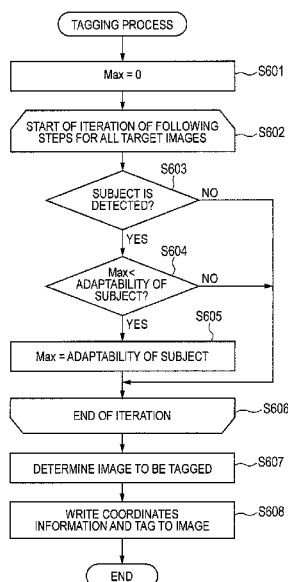 TAGGING PROCESS
Max = 0
S601
START OF ITERATION OF FOLLOWING
STEPS FOR ALL TARGET IMAGES
S602
S603
SUBJECT IS
DETECTED?
NO
YES
S604
Max<
ADAPTABILITY OF
SUBJECT?
NO
YES
S605
Max = ADAPTABILITY OF SUBJECT
END OF ITERATION
S606
DETERMINE IMAGE TO BE TAGGED
S607
WRITE COORDINATES
INFORMATION AND TAG TO IMAGE
S608
END